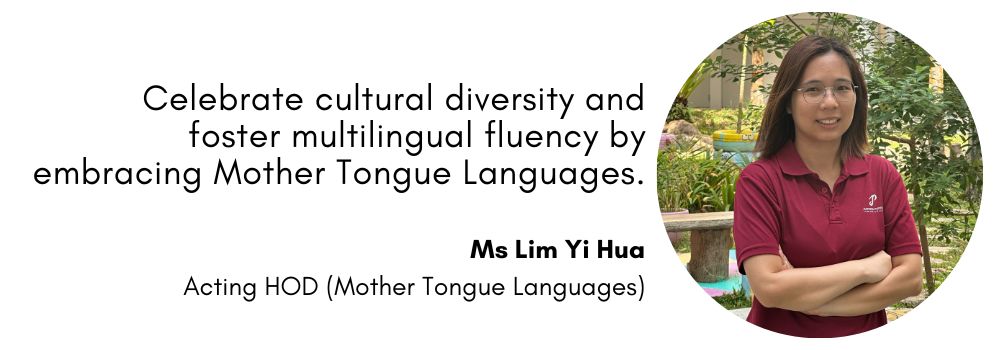 Celebrate cultural diversity and
foster multilingual fluency by
embracing Mother Tongue Languages.
Ms Lim Yi Hua
Acting HOD (Mother Tongue Languages)